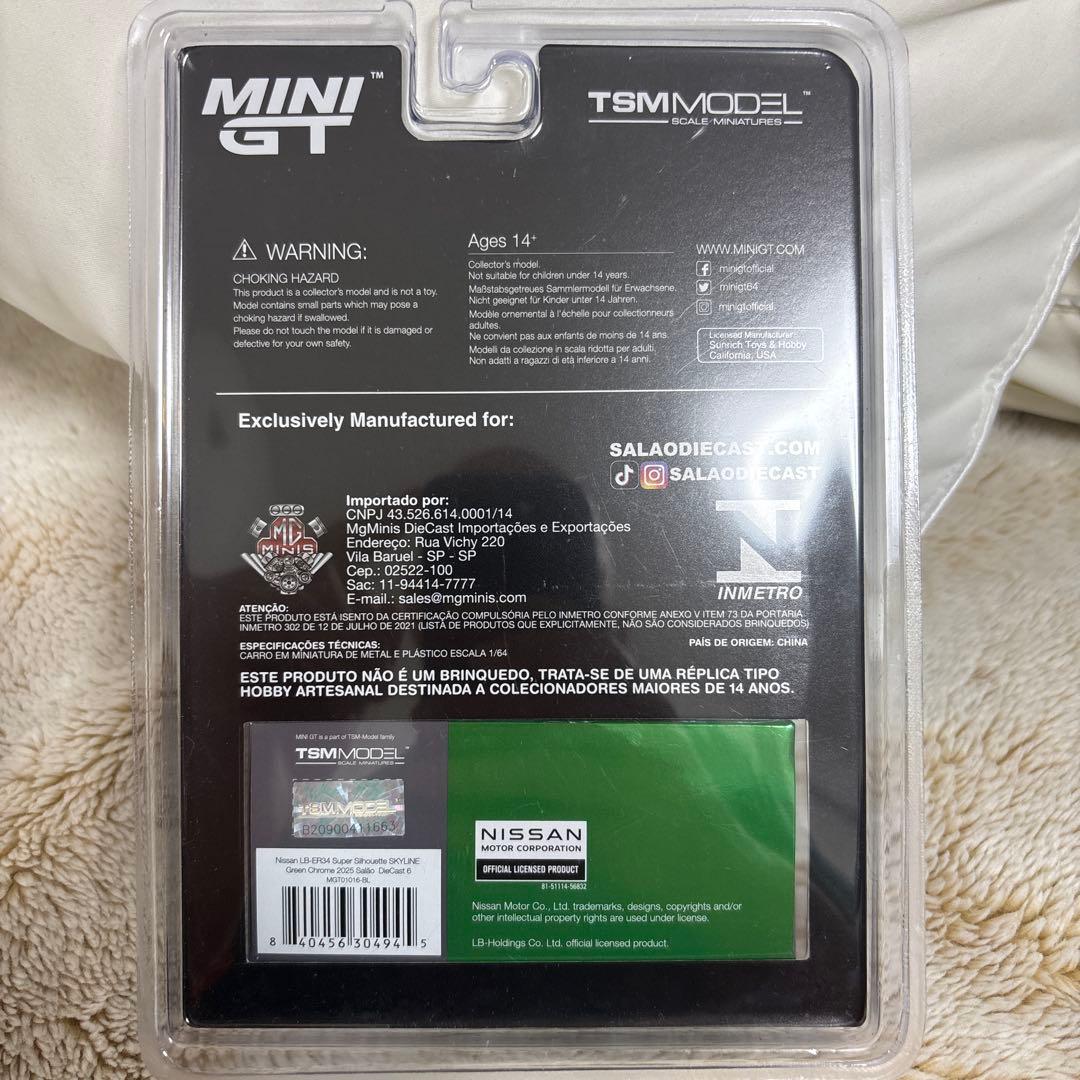 MINI GT™
TSMMODEL™
SCALE MINIATURES
WARNING:
CHOKING HAZARD
This product is a collector's model and is not a toy.
Model contains small parts which may pose a
choking hazard if swallowed.
Please do not touch the model if it is damaged or
defective for your own safety.
Ages 14+
Collector's model.
Not suitable for children under 14 years.
Maßstabsgetreues Sammlermodell für Erwachsene.
Nicht geeignet für Kinder unter 14 Jahren.
Modèle ornemental à l'échelle pour collectionneurs
adultes.
Ne convient pas aux enfants de moins de 14 ans.
Modelli da collezione in scala ridotta per adulti.
Non adatti a ragazzi di età inferiore a 14 anni.
WWW.MINIGT.COM
minigtofficial
minigt64
minigtofficial
Licensed Manufacturer:
Sunrich Toys & Hobby
California, USA
Exclusively Manufactured for:
SALAODIECAST.COM
SALAODIECAST
MG
MINIS
Importado por:
CNPJ 43.526.614.0001/14
MgMinis DieCast Importações e Exportações
Endereço: Rua Vichy 220
Vila Baruel - SP - SP
Cep.: 02522-100
Sac: 11-94414-7777
E-mail.: sales@mgminis.com
INMETRO
ATENÇÃO:
ESTE PRODUTO ESTÁ ISENTO DA CERTIFICAÇÃO COMPULSÓRIA PELO INMETRO CONFORME ANEXO V ITEM 73 DA PORTARIA
INMETRO 302 DE 12 DE JULHO DE 2021 (LISTA DE PRODUTOS QUE EXPLICITAMENTE, NÃO SÃO CONSIDERADOS BRINQUEDOS)
ESPECIFICAÇÕES TÉCNICAS:
CARRO EM MINIATURA DE METAL E PLÁSTICO ESCALA 1/64
PAÍS DE ORIGEM: CHINA
ESTE PRODUTO NÃO É UM BRINQUEDO, TRATA-SE DE UMA RÉPLICA TIPO
HOBBY ARTESANAL DESTINADA A COLECIONADORES MAIORES DE 14 ANOS.
MINI GT is a part of TSM-Model family
TSMMODEL™
SCALE MINIATURES
TSM.MODEL
B20900411663
Nissan LB-ER34 Super Silhouette SKYLINE
Green Chrome 2025 Salão DieCast 6
MGT01016-BL
8 40456 30494 5
NISSAN
MOTOR CORPORATION
OFFICIAL LICENSED PRODUCT
81-51114-56832
Nissan Motor Co., Ltd. trademarks, designs, copyrights and/or
other intellectual property rights are used under license.
LB-Holdings Co. Ltd. official licensed product.